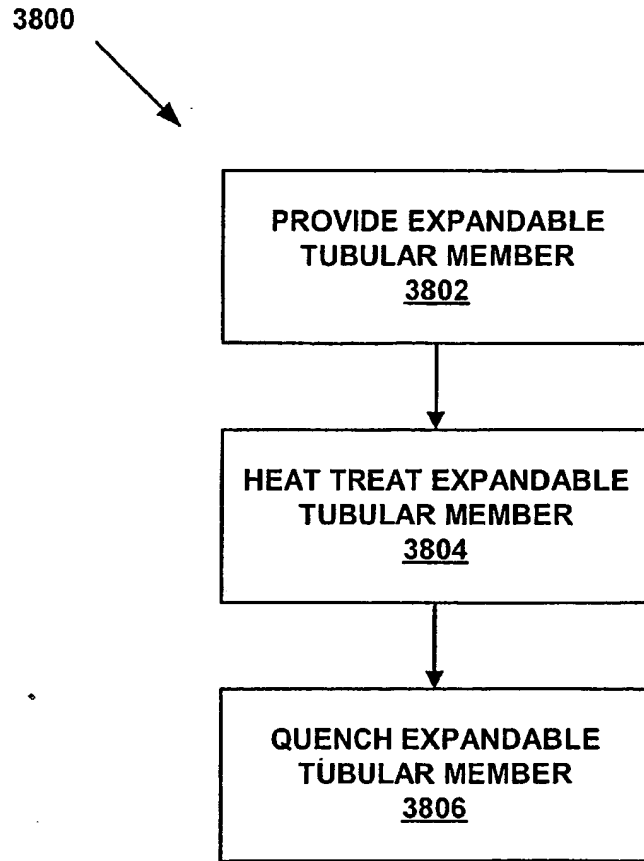 3800
PROVIDE EXPANDABLE
TUBULAR MEMBER
3802
HEAT TREAT EXPANDABLE
TUBULAR MEMBER
3804
QUENCH EXPANDABLE
TUBULAR MEMBER
3806